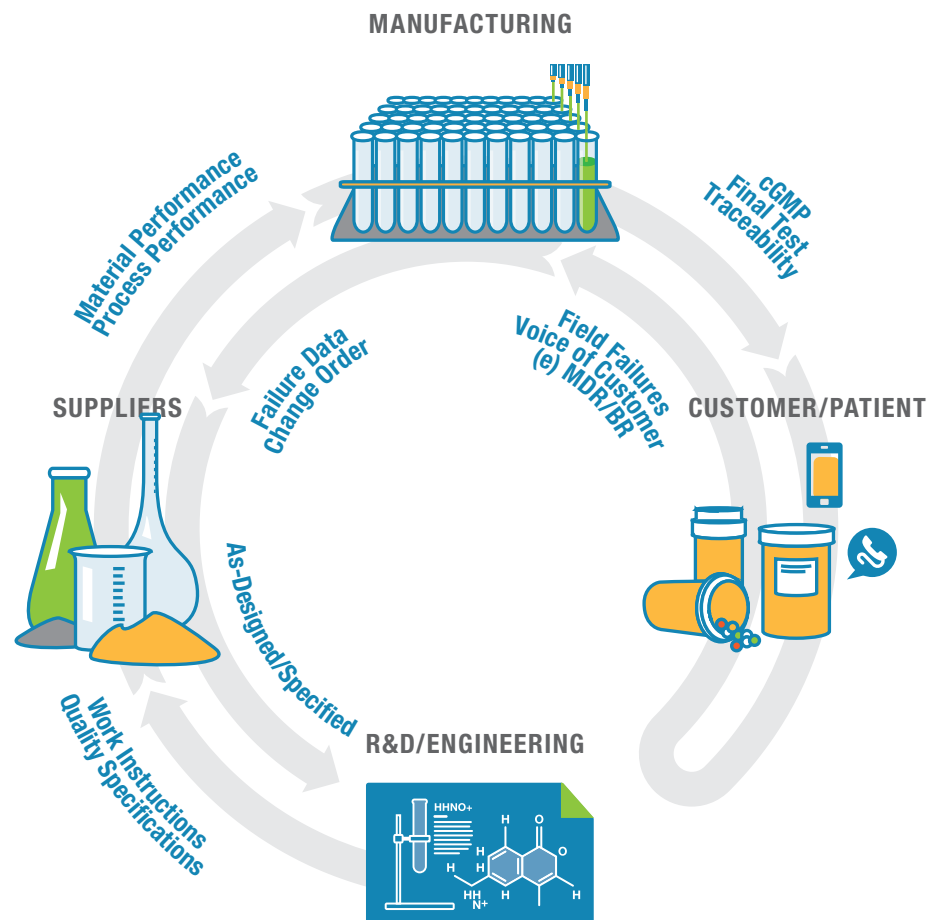 MANUFACTURING
Material Performance
Process Performance
cGMP
Final Test
Traceability
Failure Data
Change Order
Field Failures
Voice of Customer
(e) MDR/BR
SUPPLIERS
CUSTOMER/PATIENT
As-Designed/Specified
Work Instructions
Quality Specifications
R&D/ENGINEERING
HHNO+
H
O
H
O
H
H
H
HH
N+
H
H